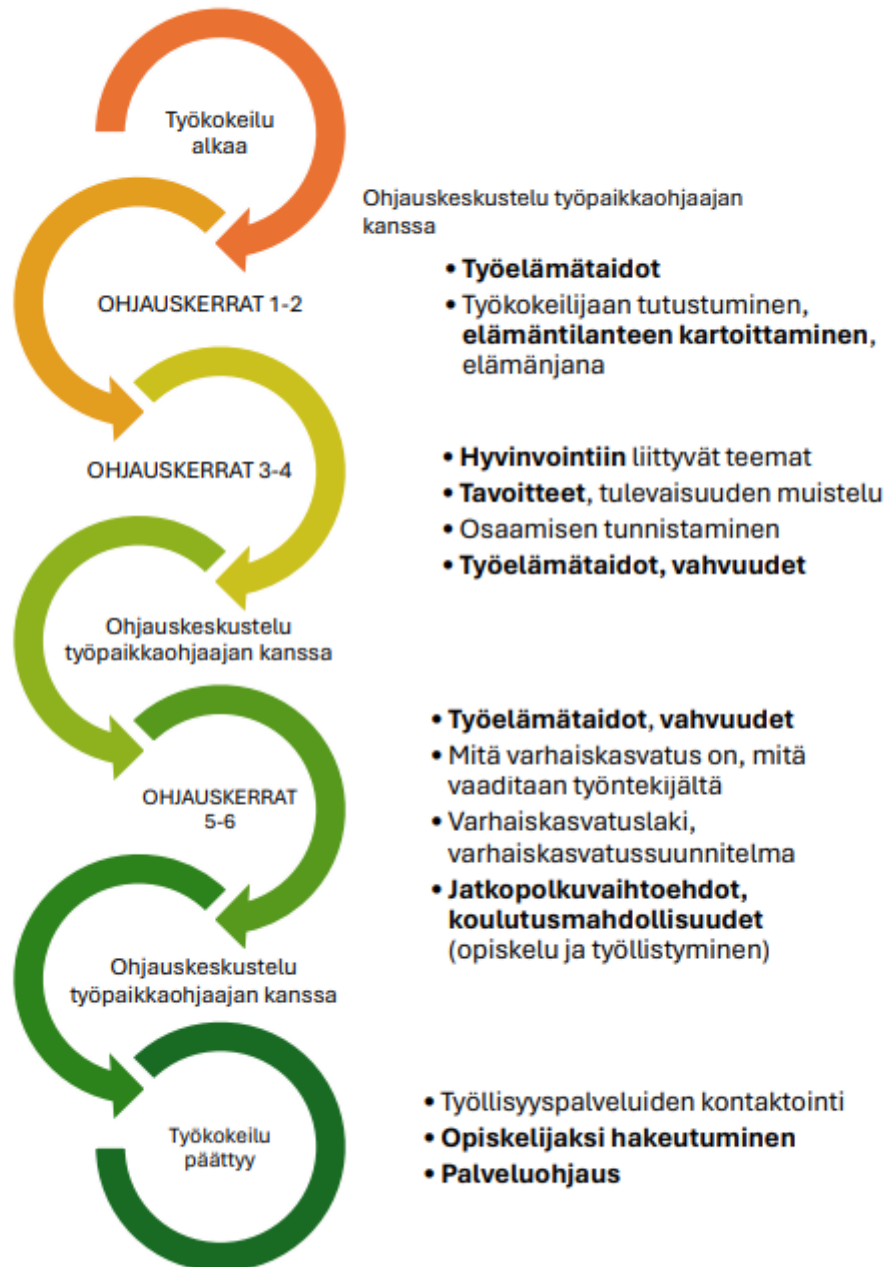 Työkokeilu
alkaa
Ohjauskeskustelu työpaikkaohjaajan
kanssa
OHJAUSKERRAT 1-2
• Työelämätaidot
• Työkokeilijaan tutustuminen,
elämäntilanteen kartoittaminen,
elämänjana
OHJAUSKERRAT 3-4
• Hyvinvointiin liittyvät teemat
• Tavoitteet, tulevaisuuden muistelu
• Osaamisen tunnistaminen
• Työelämätaidot, vahvuudet
Ohjauskeskustelu
työpaikkaohjaajan kanssa
OHJAUSKERRAT
5-6
• Työelämätaidot, vahvuudet
• Mitä varhaiskasvatus on, mitä
vaaditaan työntekijältä
• Varhaiskasvatuslaki,
varhaiskasvatussuunnitelma
• Jatkopolkuvaihtoehdot,
koulutusmahdollisuudet
(opiskelu ja työllistyminen)
Ohjauskeskustelu
työpaikkaohjaajan kanssa
Työkokeilu
päättyy
• Työllisyyspalveluiden kontaktointi
• Opiskelijaksi hakeutuminen
• Palveluohjaus